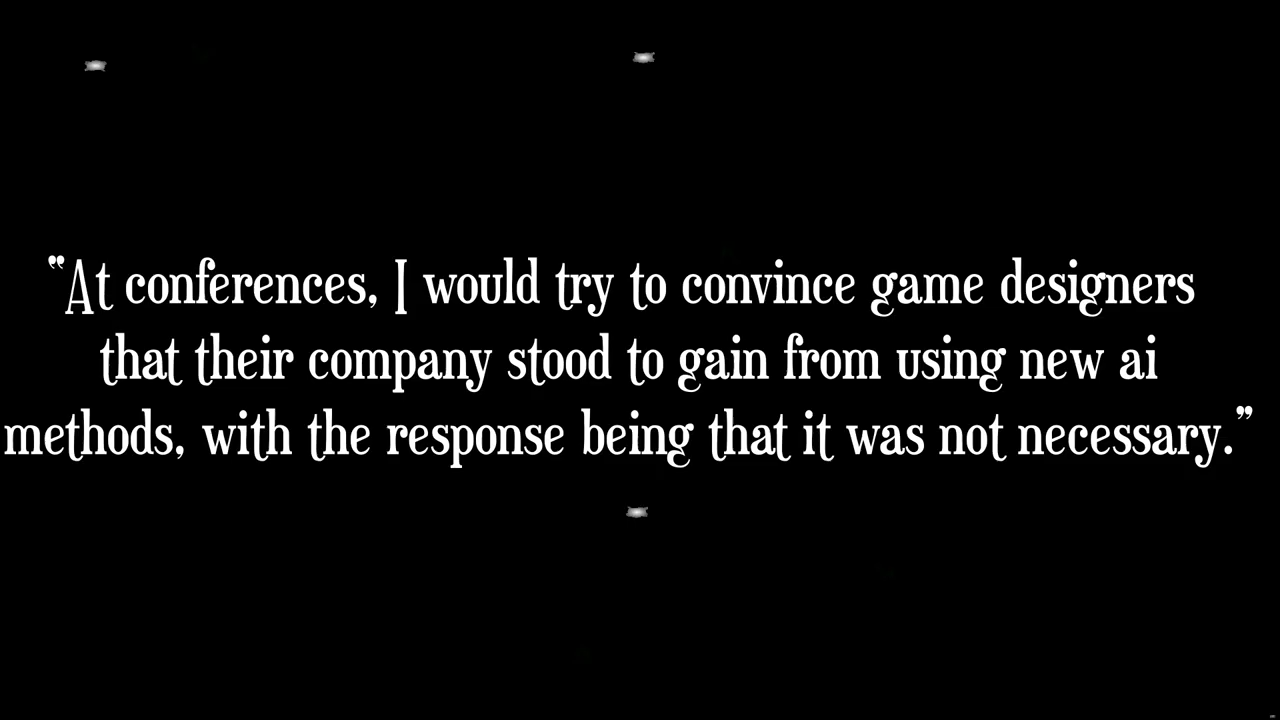 "At conferences, I would try to convince game designers
that their company stood to gain from using new ai
methods, with the response being that it was not necessary."